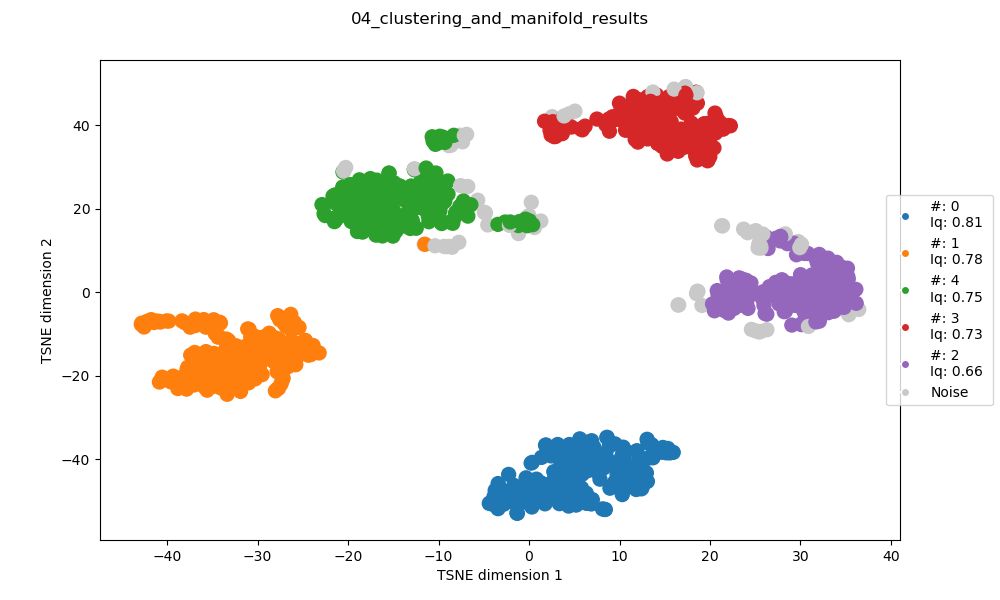 04_clustering_and_manifold_results
TSNE dimension 2
40
20
0
−20
−40
−40
−30
−20
−10
0
10
20
30
40
TSNE dimension 1
#: 0
Iq: 0.81
#: 1
Iq: 0.78
#: 4
Iq: 0.75
#: 3
Iq: 0.73
#: 2
Iq: 0.66
Noise